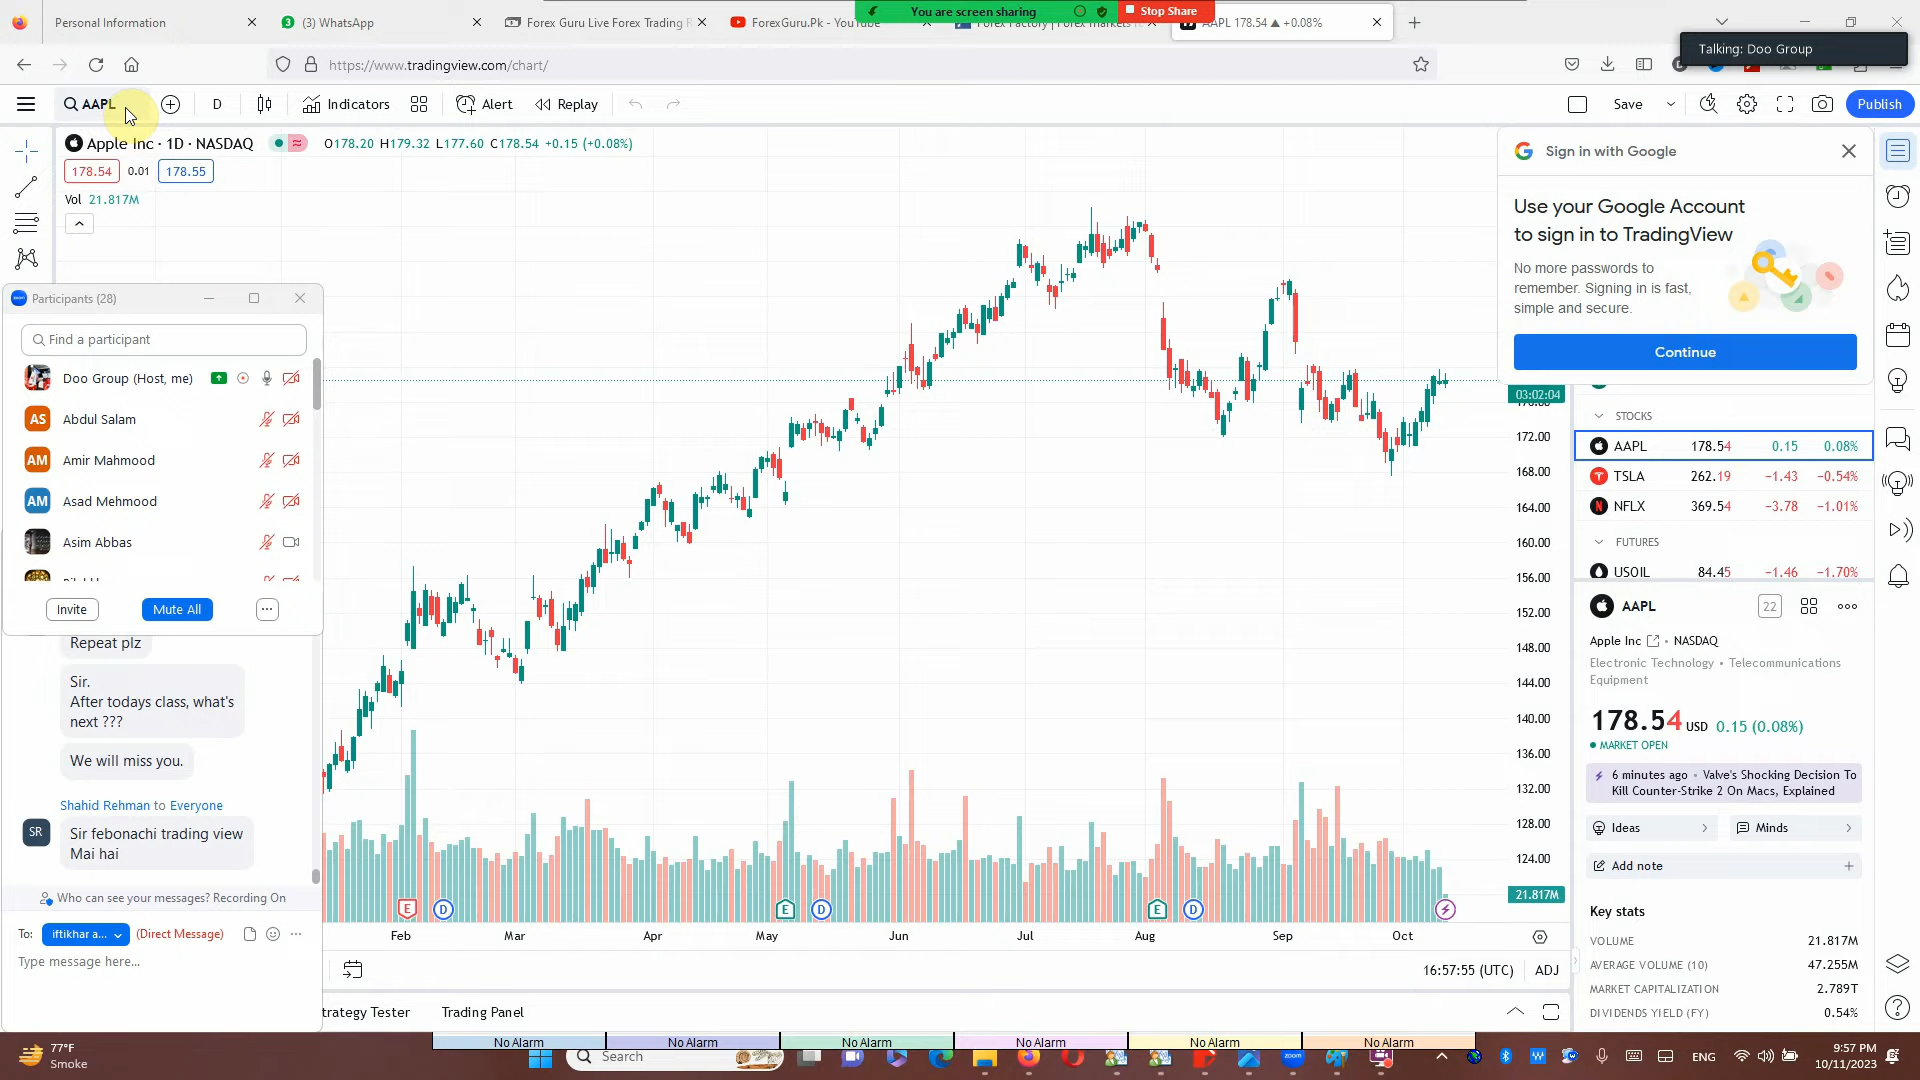 Personal Information
(3) WhatsApp
Forex Guru Live Forex Trading R
ForexGuru.Pk - YouTube
Forex Factory | Forex markets
AAPL 178.54 ▲ +0.08%
You are screen sharing
Stop Share
Talking: Doo Group
https://www.tradingview.com/chart/
AAPL
D
Indicators
Alert
Replay
Save
Publish
Apple Inc · 1D · NASDAQ
O178.20 H179.32 L177.60 C178.54 +0.15 (+0.08%)
178.54
0.01
178.55
Vol 21.817M
Sign in with Google
Use your Google Account
to sign in to TradingView
No more passwords to
remember. Signing in is fast,
simple and secure.
Continue
Participants (28)
Find a participant
Doo Group (Host, me)
AS Abdul Salam
AM Amir Mahmood
AM Asad Mehmood
Asim Abbas
Invite
Mute All
Repeat plz
Sir.
After todays class, what's
next ???
We will miss you.
Shahid Rehman to Everyone
SR
Sir febonachi trading view
Mai hai
Who can see your messages? Recording On
To: iftikhar a... (Direct Message)
Type message here...
03:02:04
176.00
172.00
168.00
164.00
160.00
156.00
152.00
148.00
144.00
140.00
136.00
132.00
128.00
124.00
21.817M
E D E D E D
Feb Mar Apr May Jun Jul Aug Sep Oct
16:57:55 (UTC)
ADJ
trategy Tester
Trading Panel
STOCKS
AAPL 178.54 0.15 0.08%
TSLA 262.19 −1.43 −0.54%
NFLX 369.54 −3.78 −1.01%
FUTURES
USOIL 84.45 −1.46 −1.70%
AAPL
22
Apple Inc · NASDAQ
Electronic Technology · Telecommunications
Equipment
178.54 USD 0.15 (0.08%)
MARKET OPEN
6 minutes ago · Valve's Shocking Decision To
Kill Counter-Strike 2 On Macs, Explained
Ideas
Minds
Add note
Key stats
VOLUME 21.817M
AVERAGE VOLUME (10) 47.255M
MARKET CAPITALIZATION 2.789T
DIVIDENDS YIELD (FY) 0.54%
No Alarm No Alarm No Alarm No Alarm No Alarm No Alarm
77°F
Smoke
Search
zoom
ENG
9:57 PM
10/11/2023